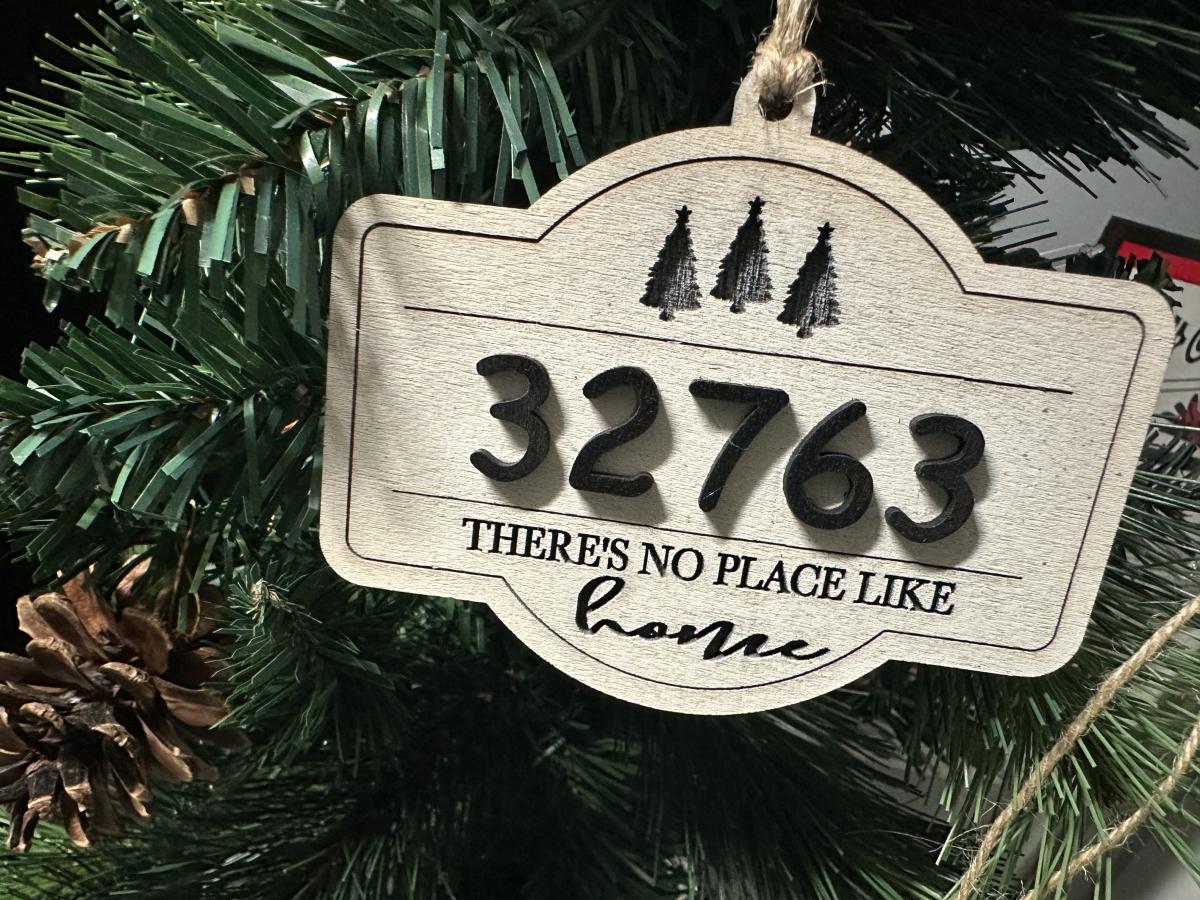 32763
THERE'S NO PLACE LIKE
home